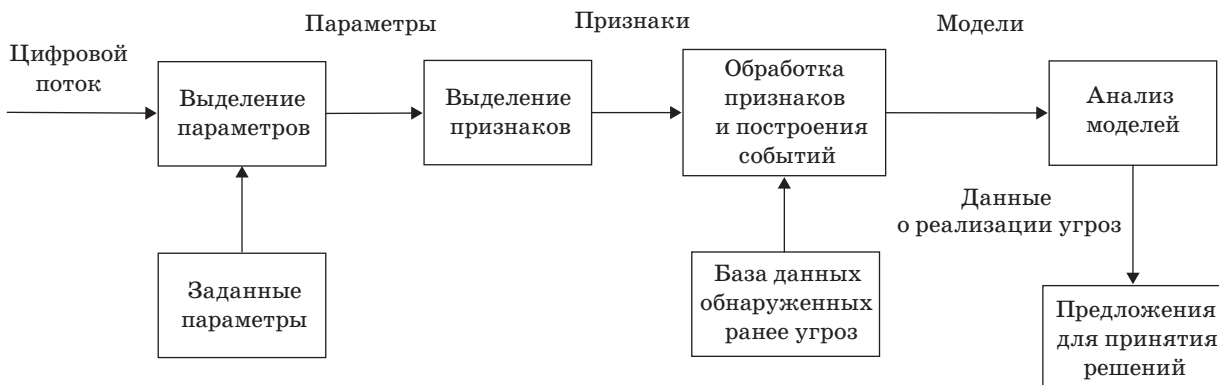 Параметры
Признаки
Модели
Цифровой
поток
Выделение
параметров
Выделение
признаков
Обработка
признаков
и построения
событий
Анализ
моделей
Данные
о реализации угроз
Заданные
параметры
База данных
обнаруженных
ранее угроз
Предложения
для принятия
решений